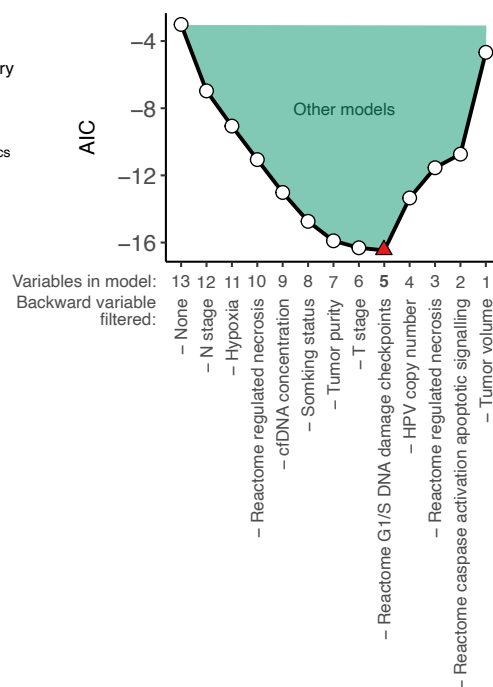 ry
cs
AIC
−4
−8
−12
−16
Other models
Variables in model: 13 12 11 10 9 8 7 6 5 4 3 2 1
Backward variable
filtered:
− None
− N stage
− Hypoxia
− Reactome regulated necrosis
− cfDNA concentration
− Somking status
− Tumor purity
− T stage
− Reactome G1/S DNA damage checkpoints
− HPV copy number
− Reactome regulated necrosis
− Reactome caspase activation apoptotic signalling
− Tumor volume